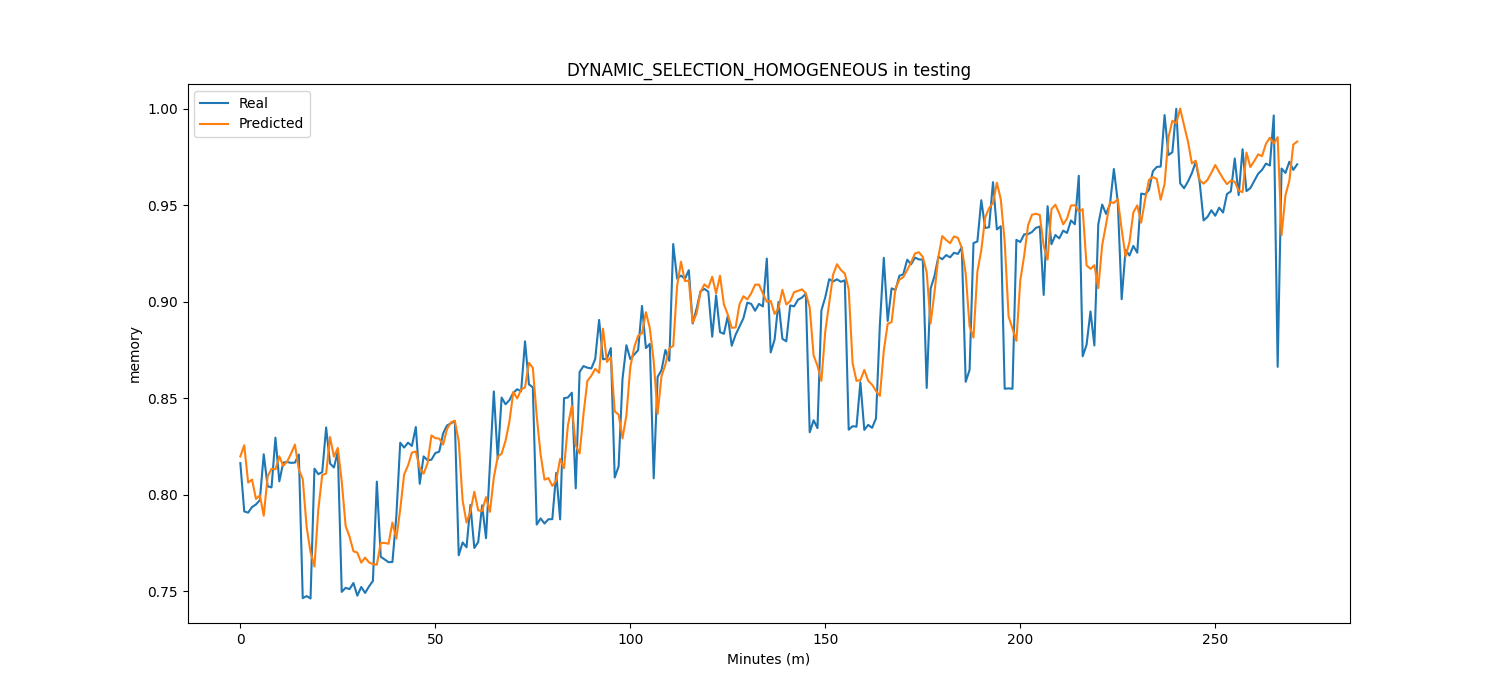 DYNAMIC_SELECTION_HOMOGENEOUS in testing
Real
Predicted
1.00
0.95
0.90
0.85
0.80
0.75
memory
0 50 100 150 200 250
Minutes (m)